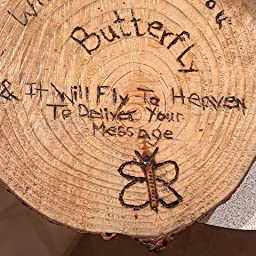 Butterfly
& It Will Fly To Heaven
To Deliver Your
Message